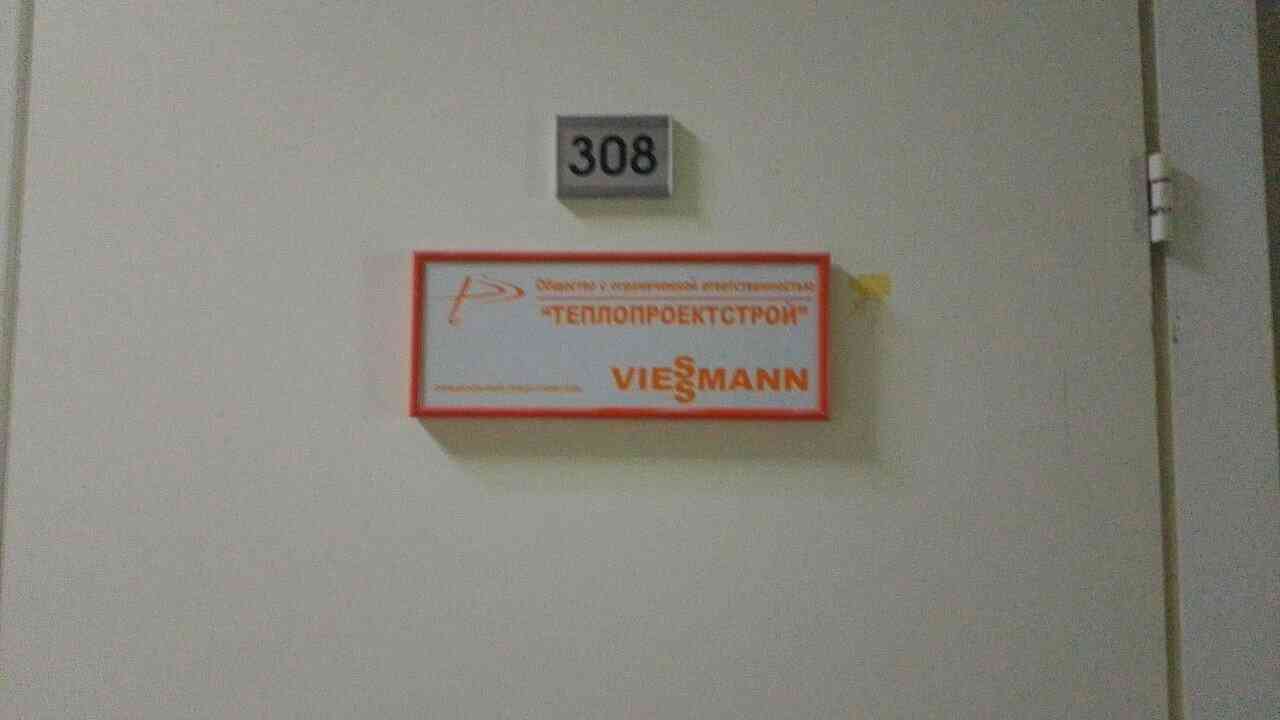 308
Общество с ограниченной ответственностью
"ТЕПЛОПРОЕКТСТРОЙ"
VIESSMANN